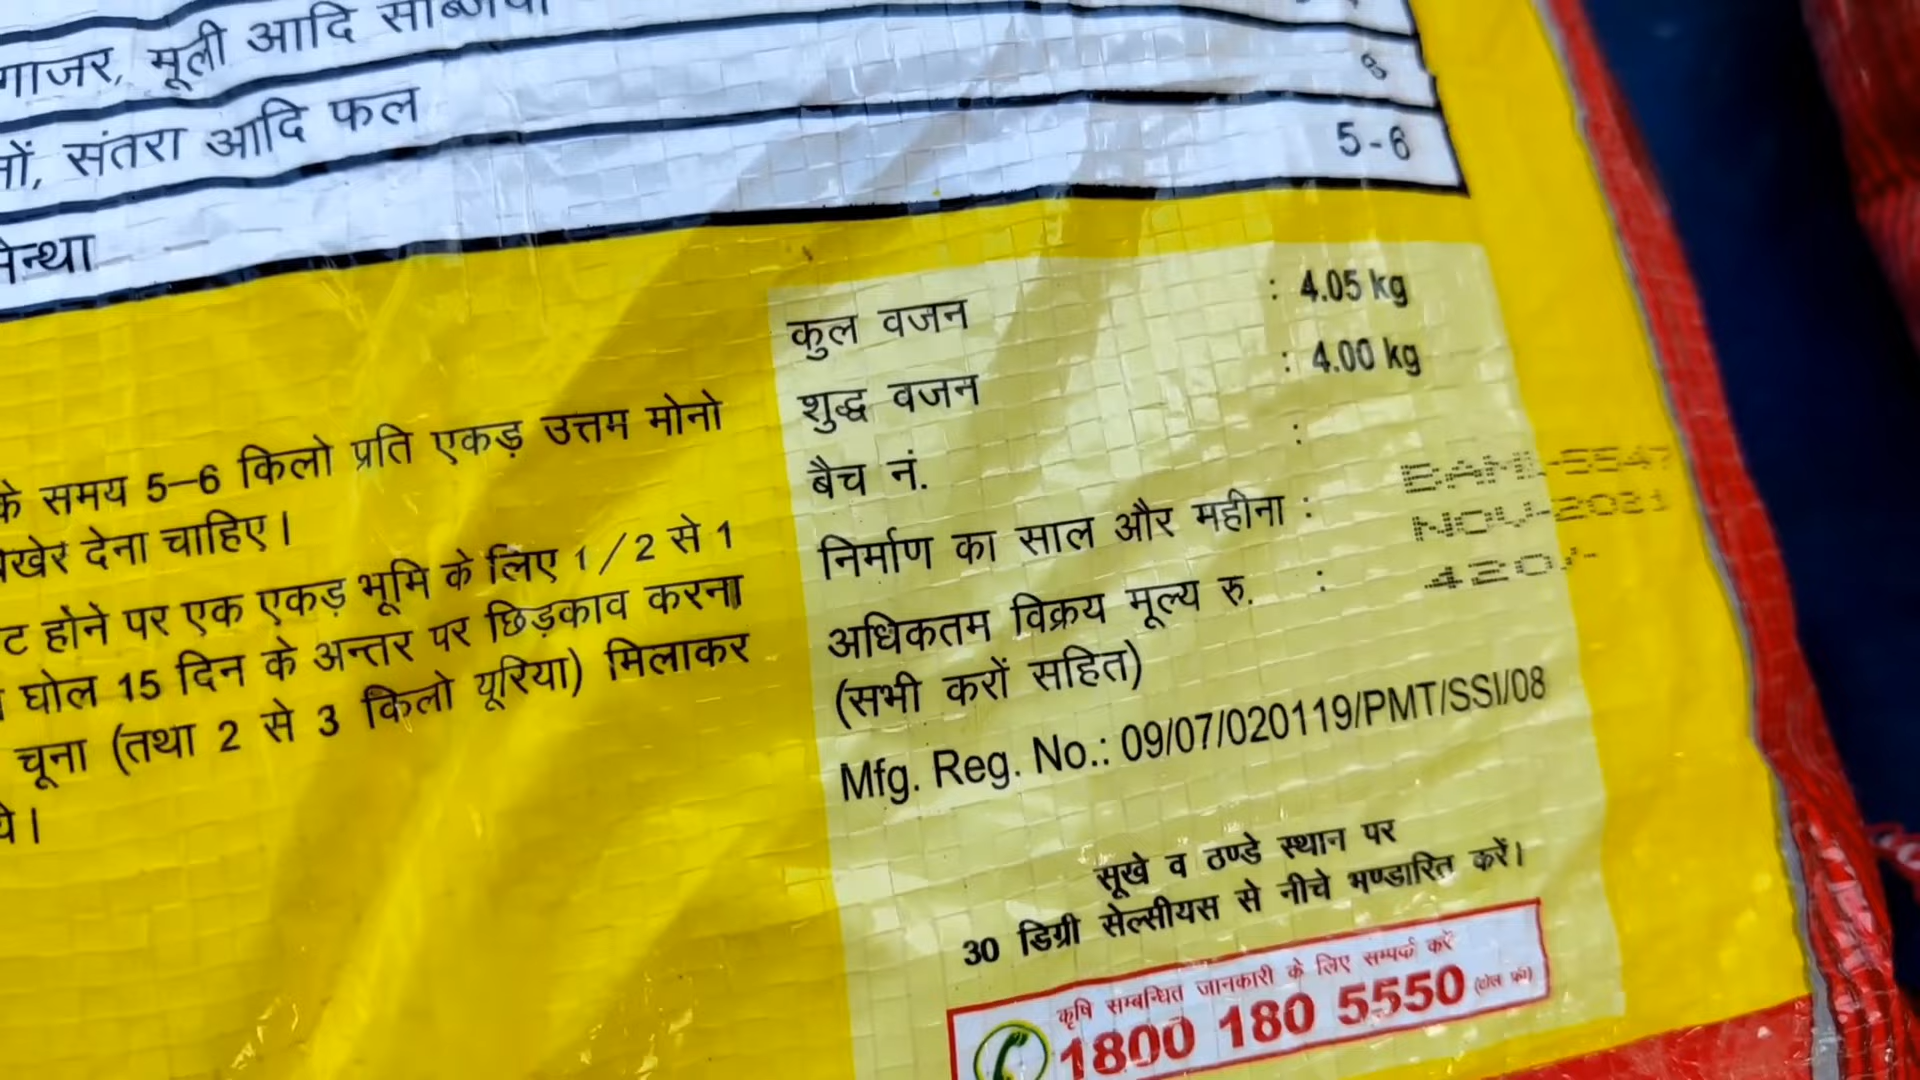 गाजर, मूली आदि सब्जियां
8
संतरा आदि फल
5-6
मेन्था
के समय 5–6 किलो प्रति एकड़ उत्तम मोनो
देना चाहिए।
होने पर एक एकड़ भूमि के लिए 1/2 से 1
घोल 15 दिन के अन्तर पर छिड़काव करना
चूना (तथा 2 से 3 किलो यूरिया) मिलाकर
कुल वजन : 4.05 kg
शुद्ध वजन : 4.00 kg
बैच नं. :
निर्माण का साल और महीना : NOV-2021
अधिकतम विक्रय मूल्य रु. : 420/-
(सभी करों सहित)
Mfg. Reg. No.: 09/07/020119/PMT/SSI/08
सूखे व ठण्डे स्थान पर
30 डिग्री सेल्सीयस से नीचे भण्डारित करें।
कृषि सम्बन्धित जानकारी के लिए सम्पर्क करें
1800 180 5550 (टोल फ्री)